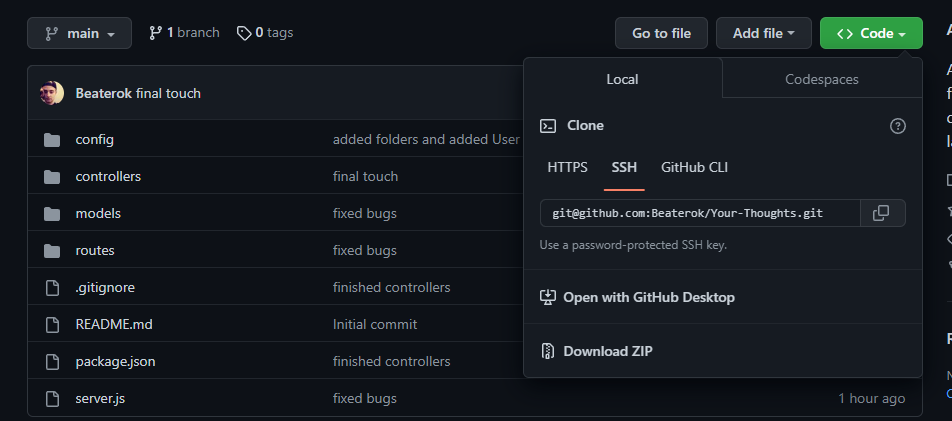 main
1 branch
0 tags
Go to file
Add file
<> Code
Beaterok final touch
config added folders and added User
controllers final touch
models fixed bugs
routes fixed bugs
.gitignore finished controllers
README.md Initial commit
package.json finished controllers
server.js fixed bugs 1 hour ago
Local
Codespaces
Clone
HTTPS SSH GitHub CLI
git@github.com:Beaterok/Your-Thoughts.git
Use a password-protected SSH key.
Open with GitHub Desktop
Download ZIP